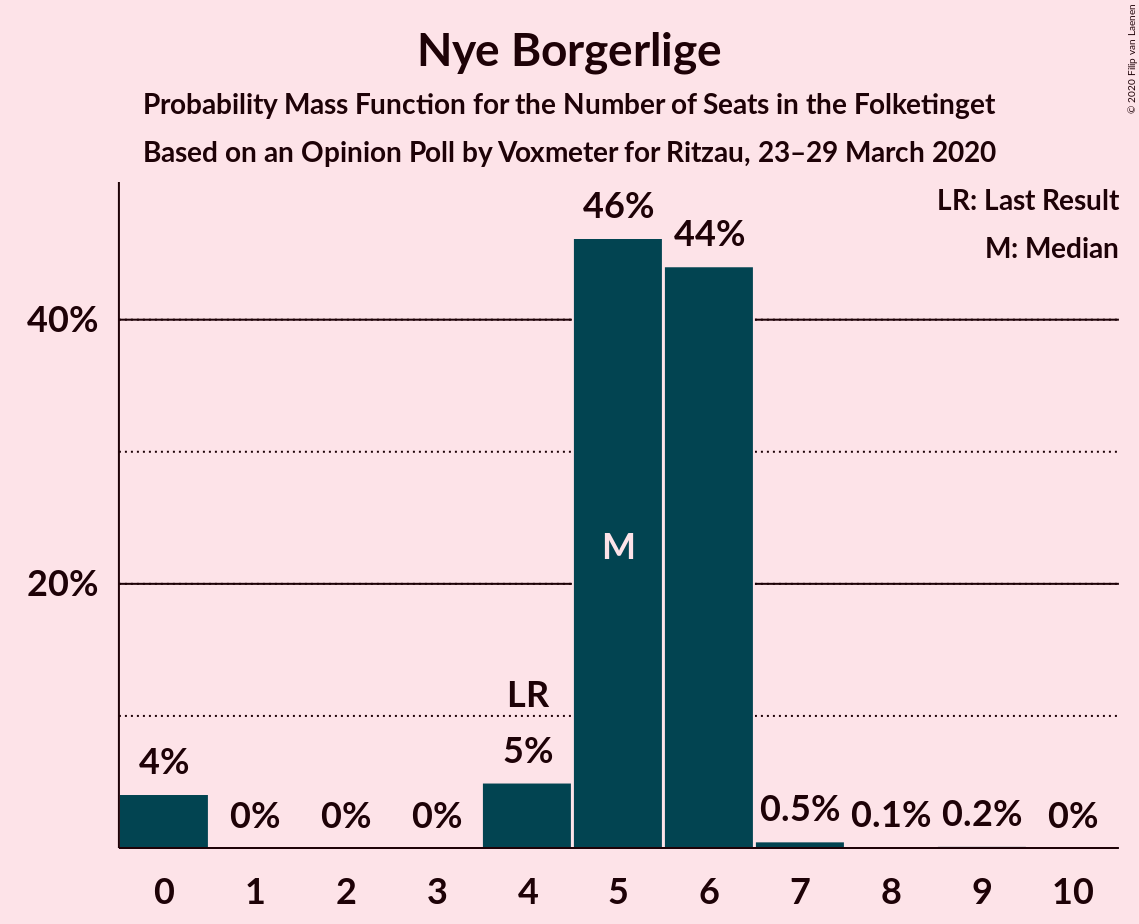 Nye Borgerlige
Probability Mass Function for the Number of Seats in the Folketinget
Based on an Opinion Poll by Voxmeter for Ritzau, 23–29 March 2020
© 2020 Filip van Laenen
LR: Last Result
M: Median
46%
44%
40%
M
20%
LR
5%
4%
0%
0%
0%
0.5%
0.1%
0.2%
0%
0 1 2 3 4 5 6 7 8 9 10